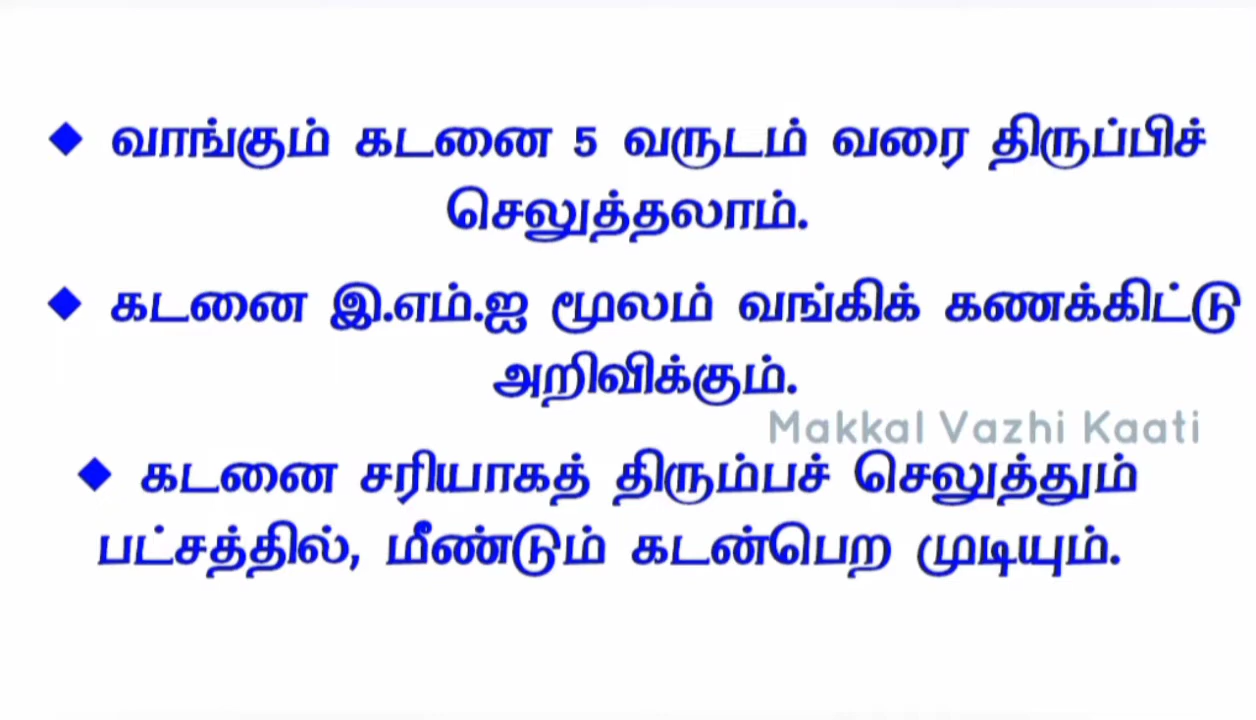 ◆ வாங்கும் கடனை 5 வருடம் வரை திருப்பிச்
செலுத்தலாம்.
◆ கடனை இ.எம்.ஐ மூலம் வங்கிக் கணக்கிட்டு
அறிவிக்கும்.
Makkal Vazhi Kaati
◆ கடனை சரியாகத் திரும்பச் செலுத்தும்
பட்சத்தில், மீண்டும் கடன்பெற முடியும்.